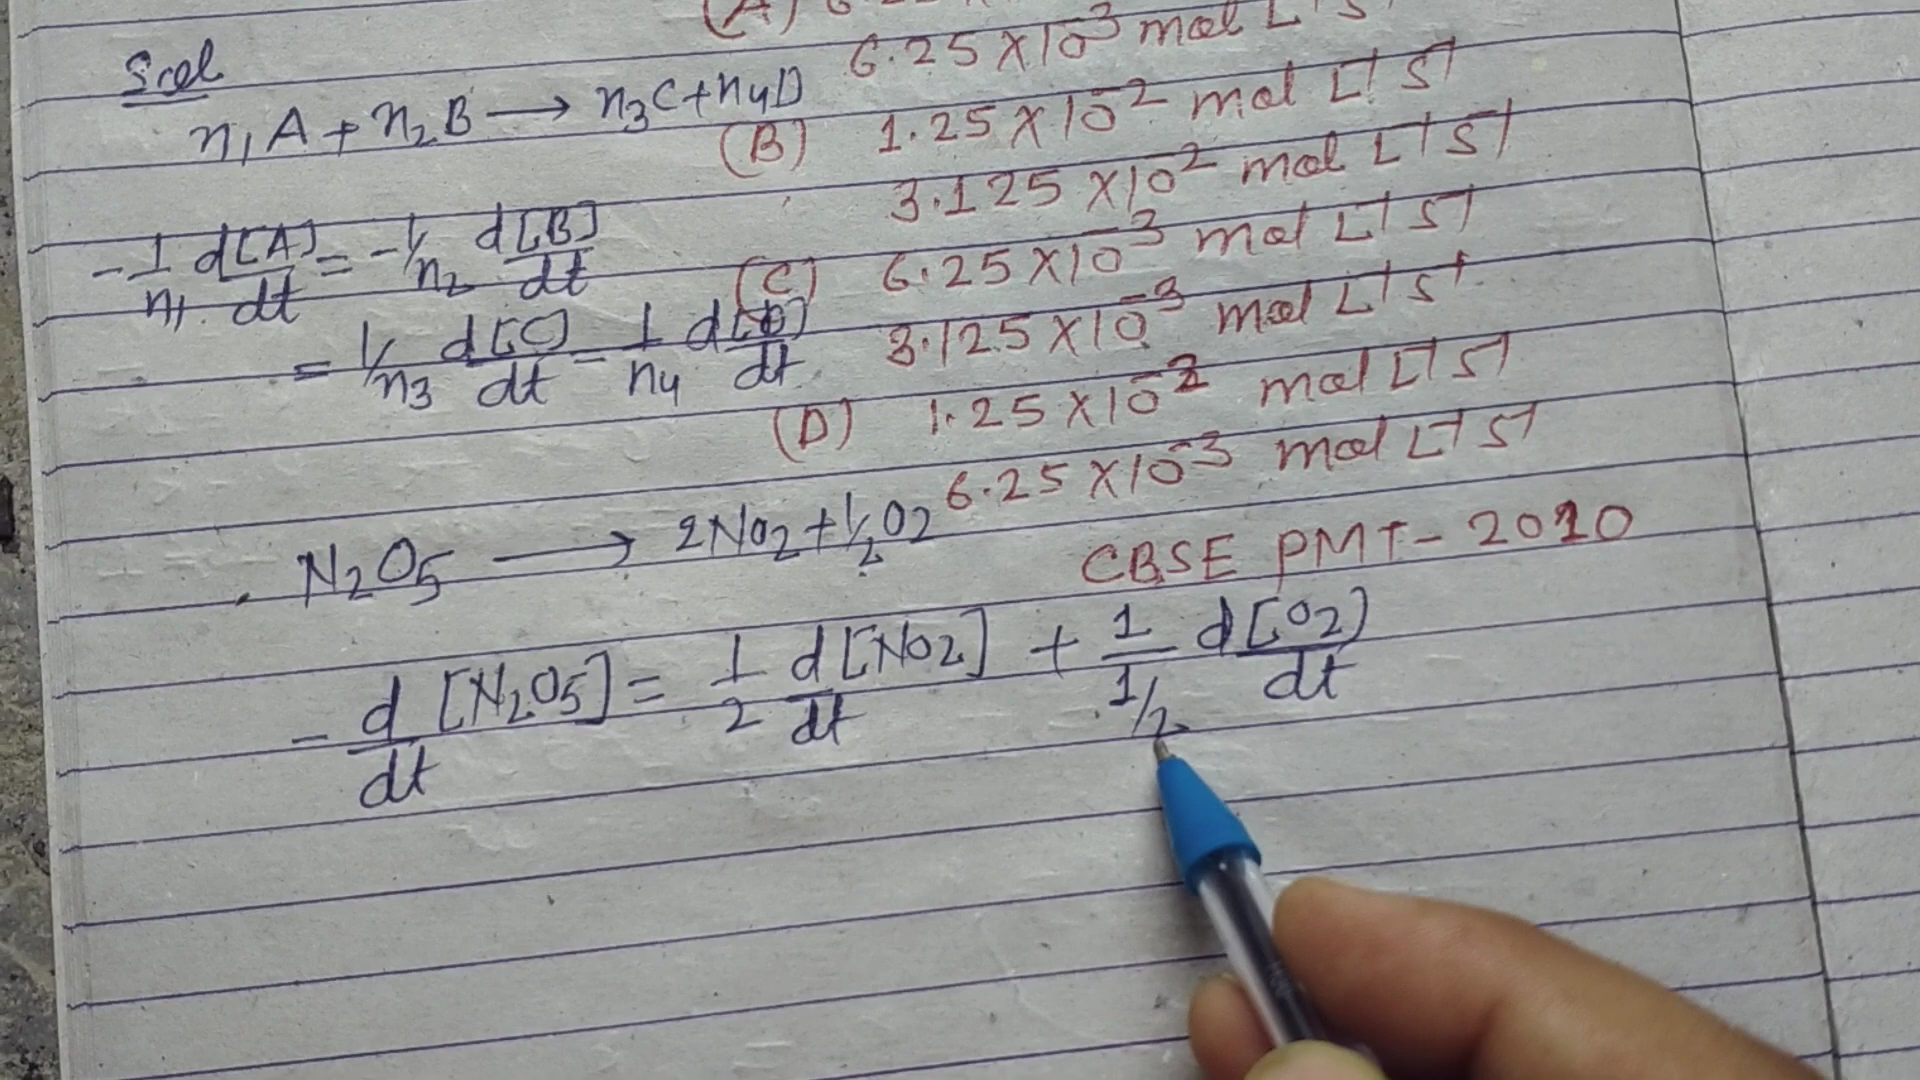 (A) 6.
6.25 X 10⁻³ mol L⁻¹ S⁻¹
Sol
n₁A + n₂B ⟶ n₃C + n₄D
(B) 1.25 X 10⁻² mol L⁻¹ S⁻¹
3.125 X 10⁻² mol L⁻¹ S⁻¹
-1/n₁ d[A]/dt = -1/n₂ d[B]/dt
(C) 6.25 X 10⁻³ mol L⁻¹ S⁻¹
= 1/n₃ d[C]/dt = 1/n₄ d[D]/dt
3.125 X 10⁻³ mol L⁻¹ S⁻¹
(D) 1.25 X 10⁻² mol L⁻¹ S⁻¹
6.25 X 10⁻³ mol L⁻¹ S⁻¹
N₂O₅ ⟶ 2NO₂ + 1/2 O₂
CBSE PMT - 2010
- d/dt [N₂O₅] = 1/2 d[NO₂]/dt + 1/(1/2) d[O₂)/dt